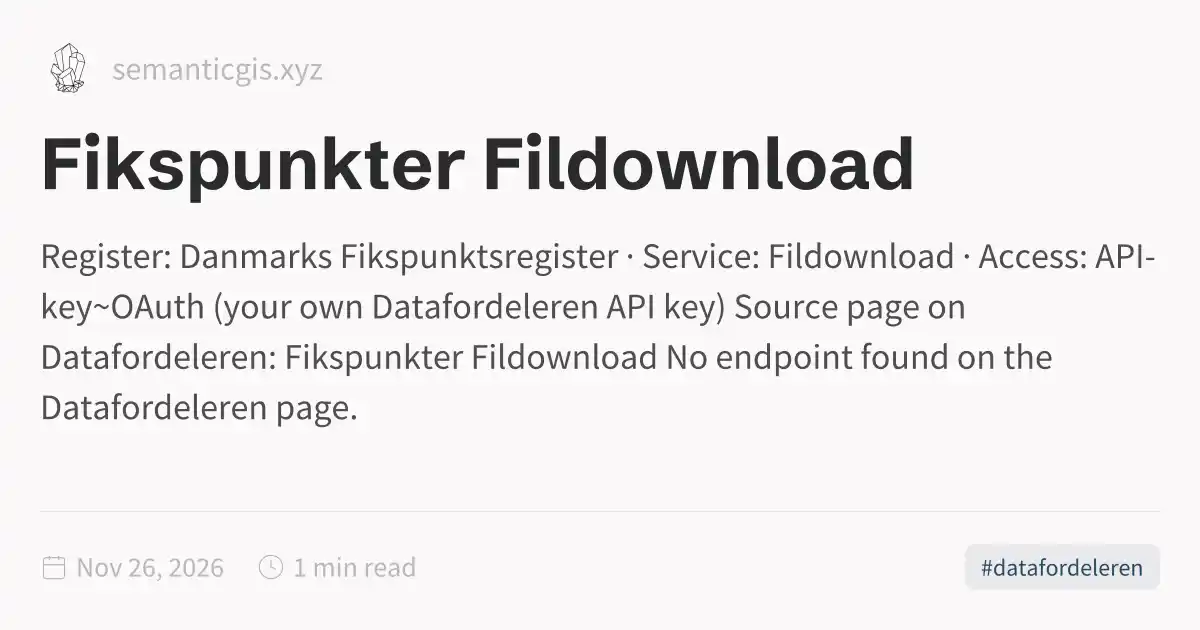 semanticgis.xyz
Fikspunkter Fildownload
Register: Danmarks Fikspunktsregister · Service: Fildownload · Access: API-
key~OAuth (your own Datafordeleren API key) Source page on
Datafordeleren: Fikspunkter Fildownload No endpoint found on the
Datafordeleren page.
Nov 26, 2026 1 min read #datafordeleren